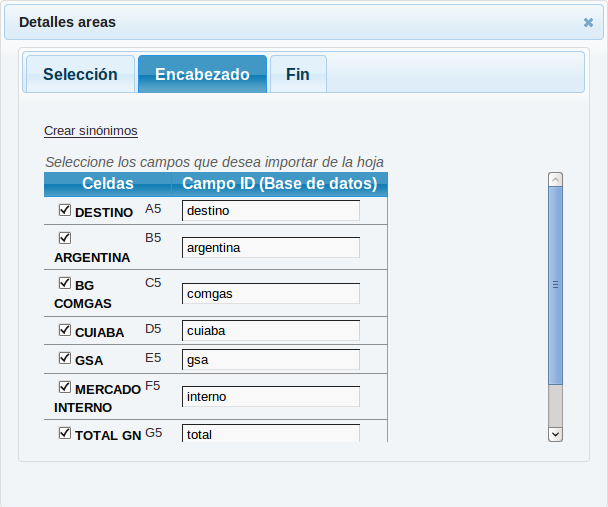 Detalles areas
Selección Encabezado Fin
Crear sinónimos
Seleccione los campos que desea importar de la hoja
Celdas Campo ID (Base de datos)
DESTINO A5 destino
ARGENTINA B5 argentina
BG COMGAS C5 comgas
CUIABA D5 cuiaba
GSA E5 gsa
MERCADO INTERNO F5 interno
TOTAL GN G5 total